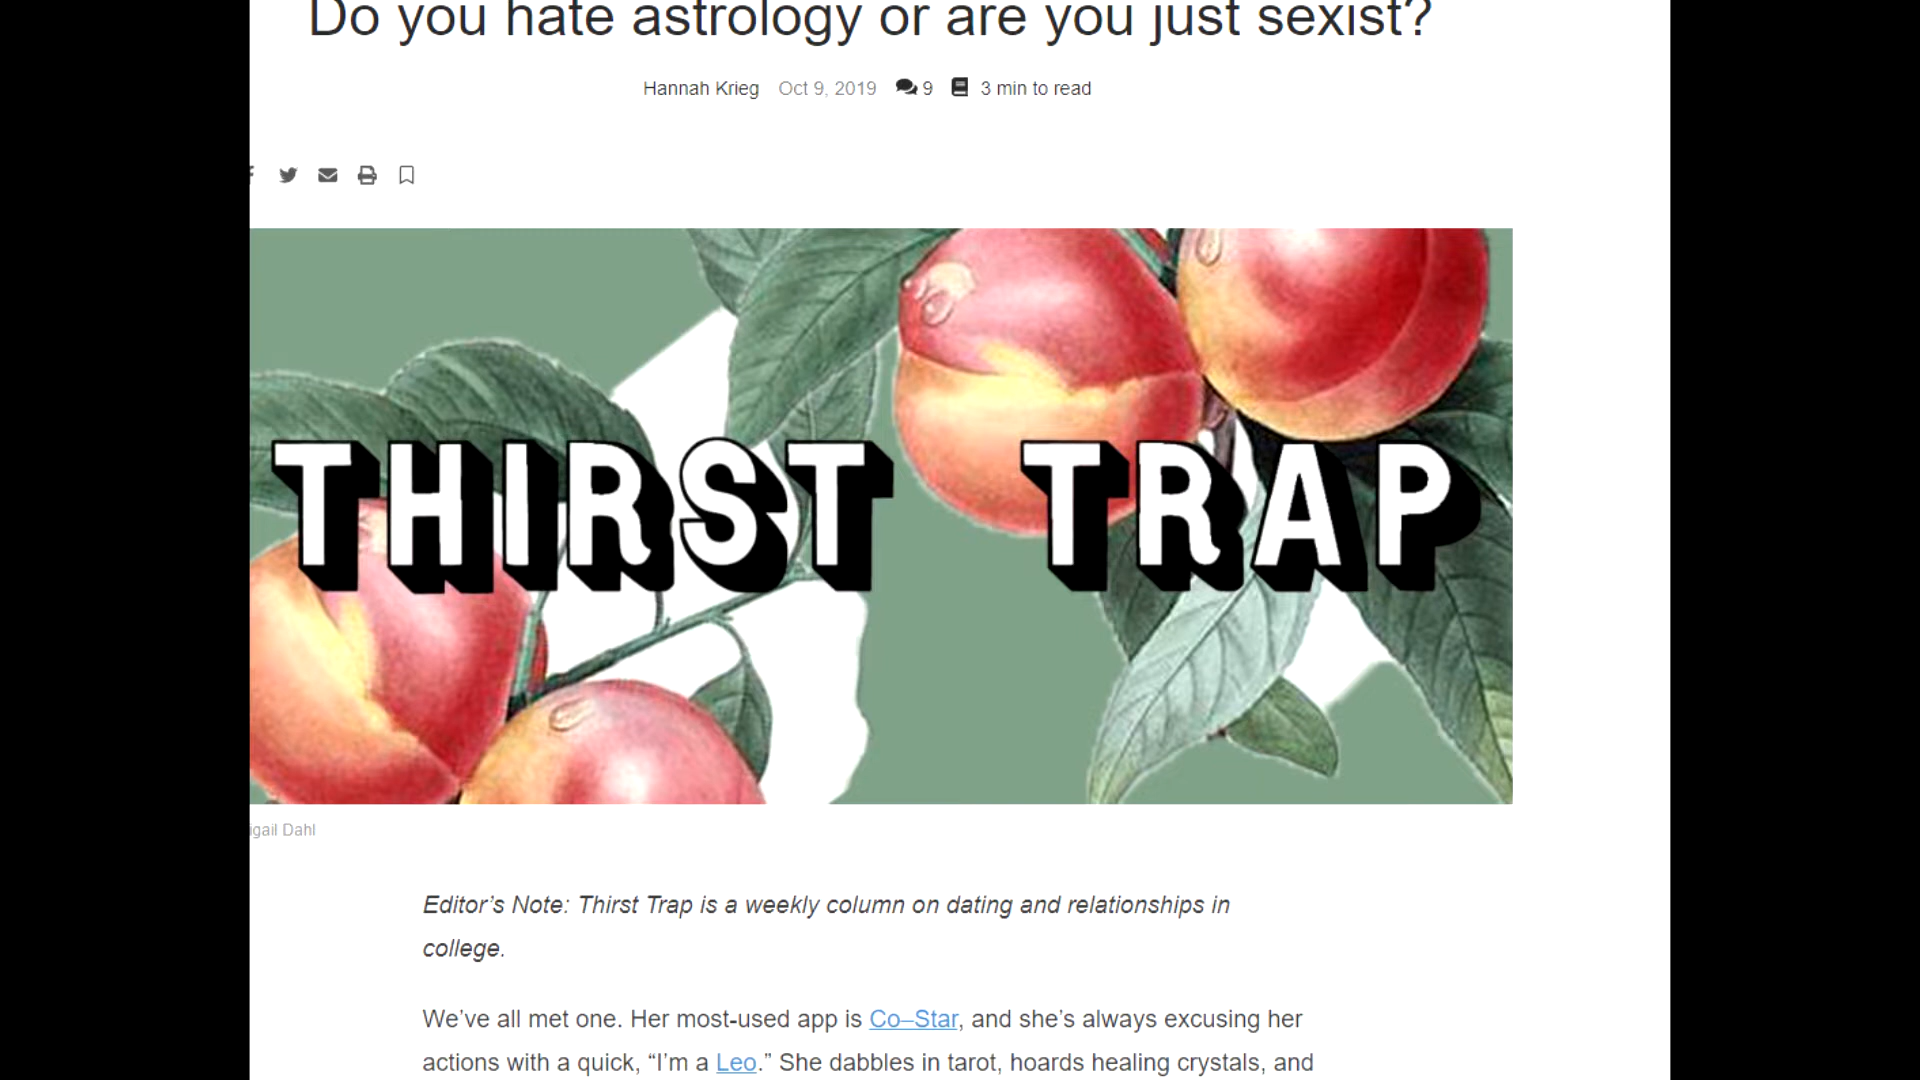 Do you hate astrology or are you just sexist?
Hannah Krieg Oct 9, 2019 9 3 min to read
THIRST TRAP
igail Dahl
Editor’s Note: Thirst Trap is a weekly column on dating and relationships in
college.
We’ve all met one. Her most-used app is Co–Star, and she’s always excusing her
actions with a quick, “I’m a Leo.” She dabbles in tarot, hoards healing crystals, and